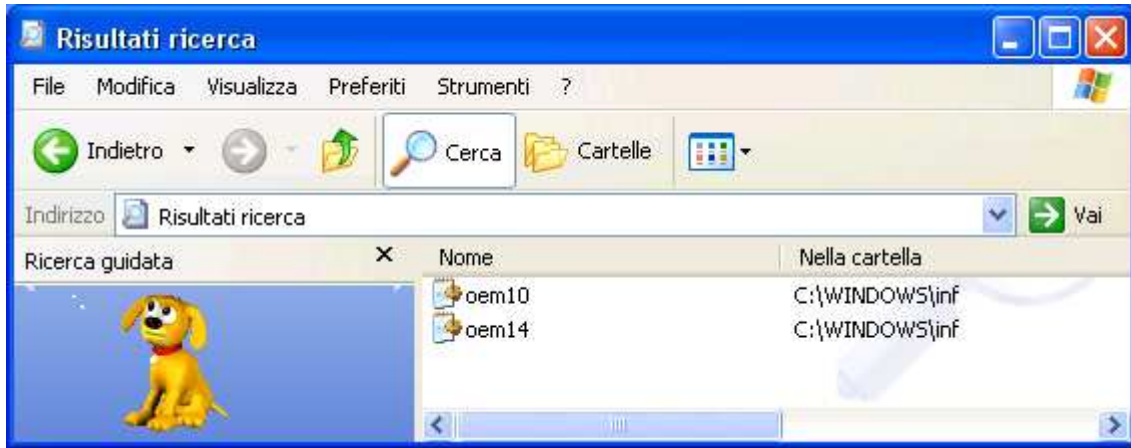 Risultati ricerca
File Modifica Visualizza Preferiti Strumenti ?
Indietro Cerca Cartelle
Indirizzo Risultati ricerca Vai
Ricerca guidata Nome Nella cartella
oem10 C:\WINDOWS\inf
oem14 C:\WINDOWS\inf